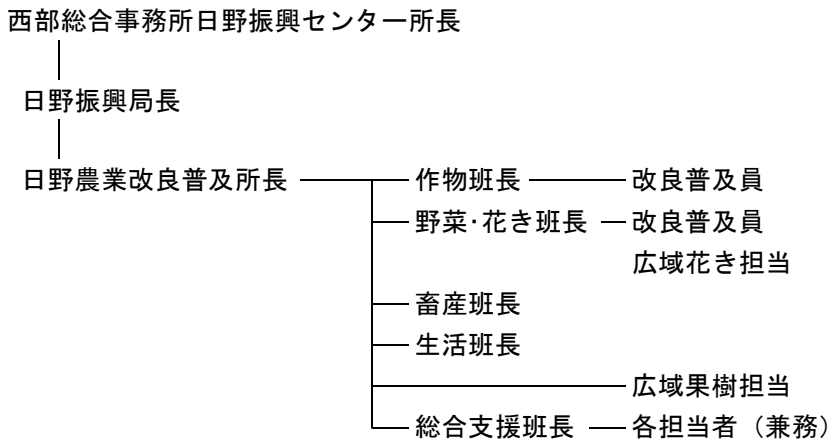 西部総合事務所日野振興センター所長
日野振興局長
日野農業改良普及所長 作物班長 改良普及員
野菜・花き班長 改良普及員
広域花き担当
畜産班長
生活班長
広域果樹担当
総合支援班長 各担当者（兼務）